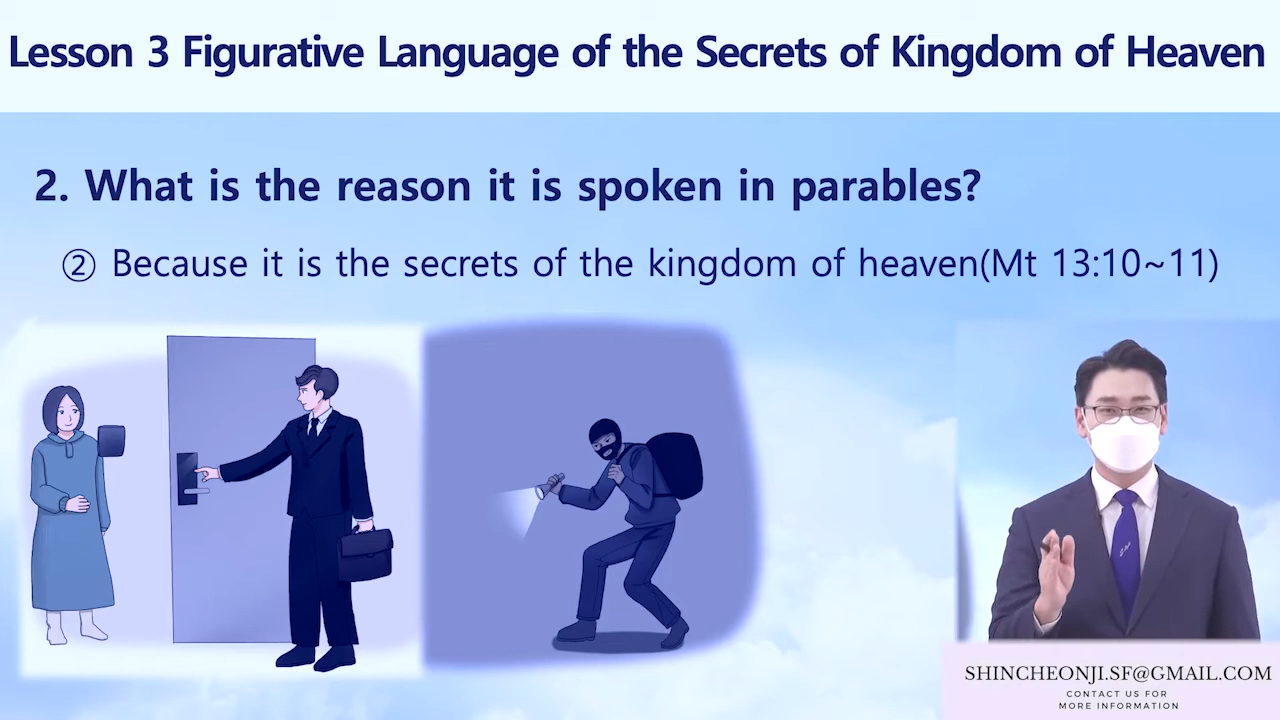 Lesson 3 Figurative Language of the Secrets of Kingdom of Heaven
2. What is the reason it is spoken in parables?
② Because it is the secrets of the kingdom of heaven(Mt 13:10~11)
SHINCHEONJI.SF@GMAIL.COM
CONTACT US FOR
MORE INFORMATION